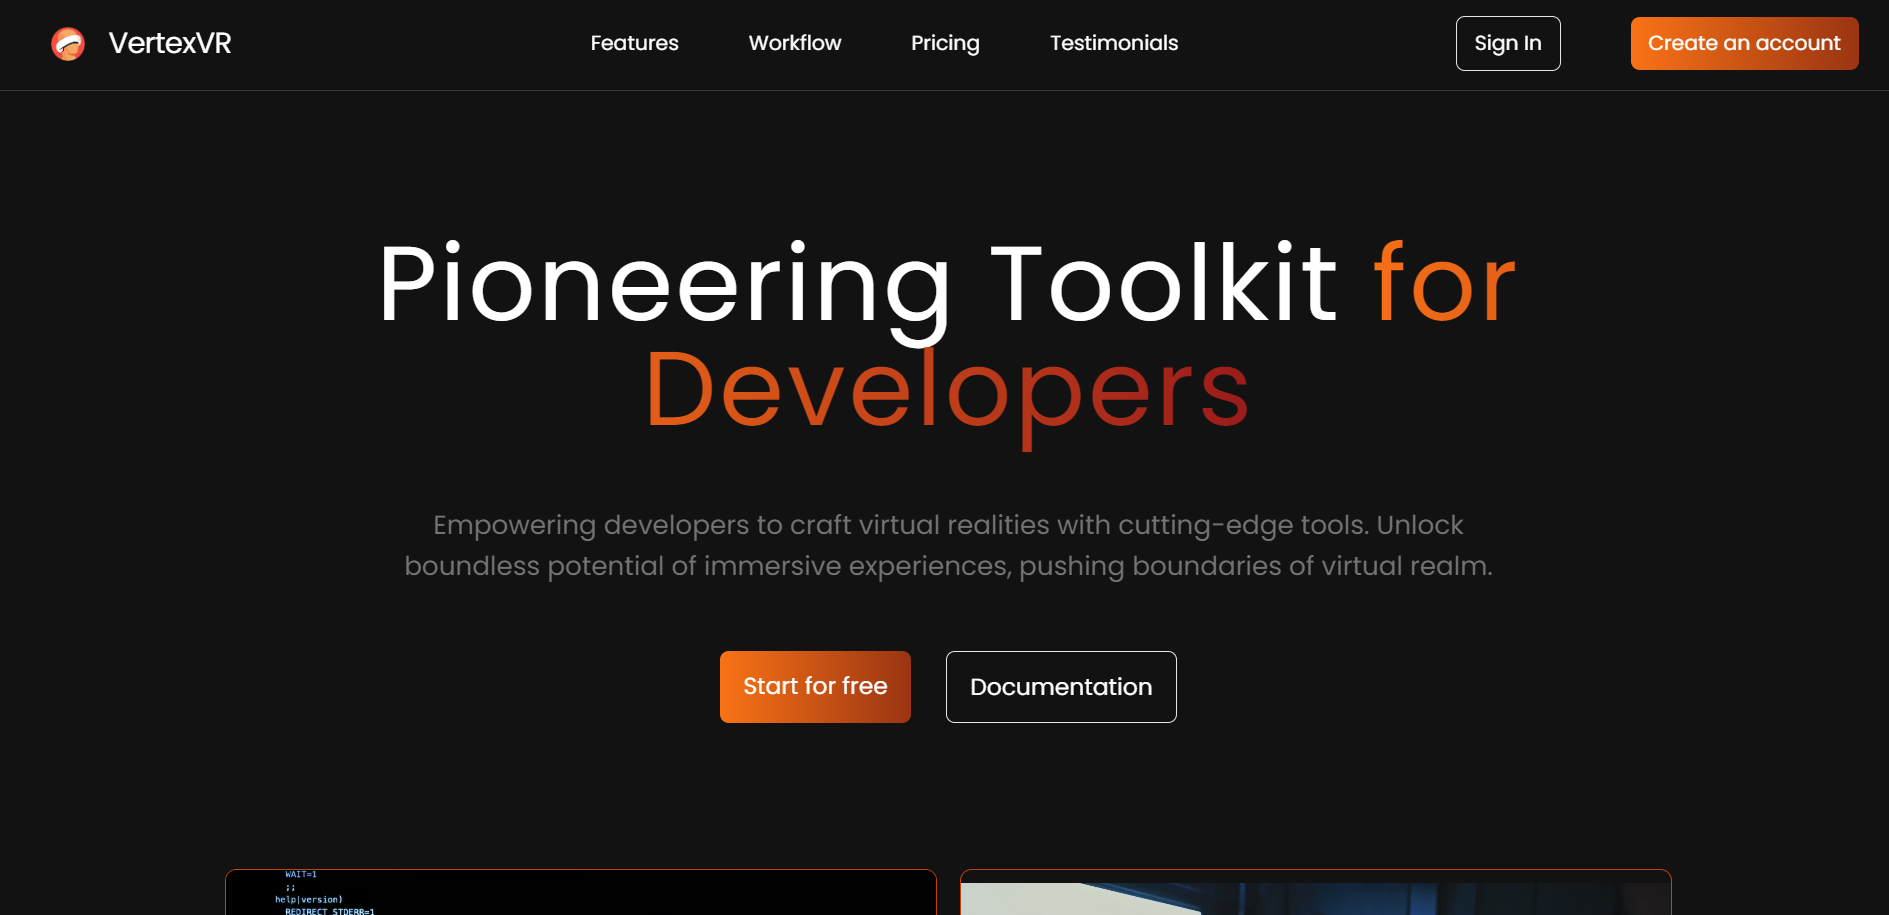 VertexVR
Features
Workflow
Pricing
Testimonials
Sign In
Create an account
Pioneering Toolkit for
Developers
Empowering developers to craft virtual realities with cutting-edge tools. Unlock
boundless potential of immersive experiences, pushing boundaries of virtual realm.
Start for free
Documentation
WAIT=1
;;
help|version)
REDIRECT_STDERR=1